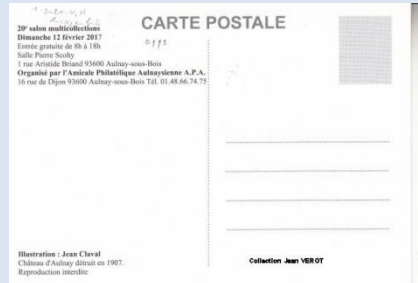 CARTE POSTALE
20e salon multicollections
Dimanche 12 février 2017
Entrée gratuite de 8h à 18h
Salle Pierre Scohy
1 rue Aristide Briand 93600 Aulnay-sous-Bois
Organisé par l'Amicale Philatélique Aulnaysienne A.P.A.
16 rue de Dijon 93600 Aulnay-sous-Bois Tél. 01.48.66.74.75
Illustration : Jean Claval
Château d'Aulnay détruit en 1907.
Reproduction interdite
Collection Jean VEROT